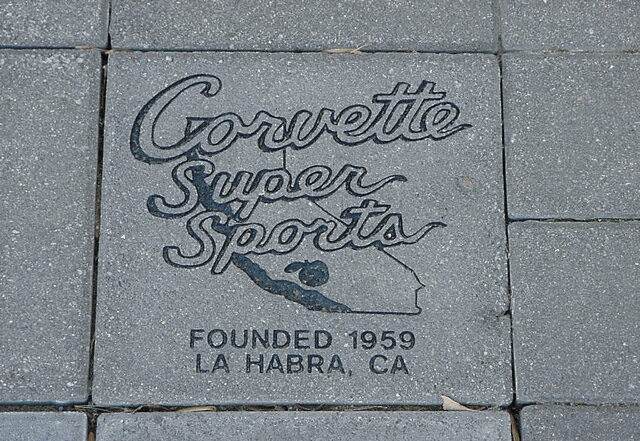 Corvette
Super
Sports
FOUNDED 1959
LA HABRA, CA